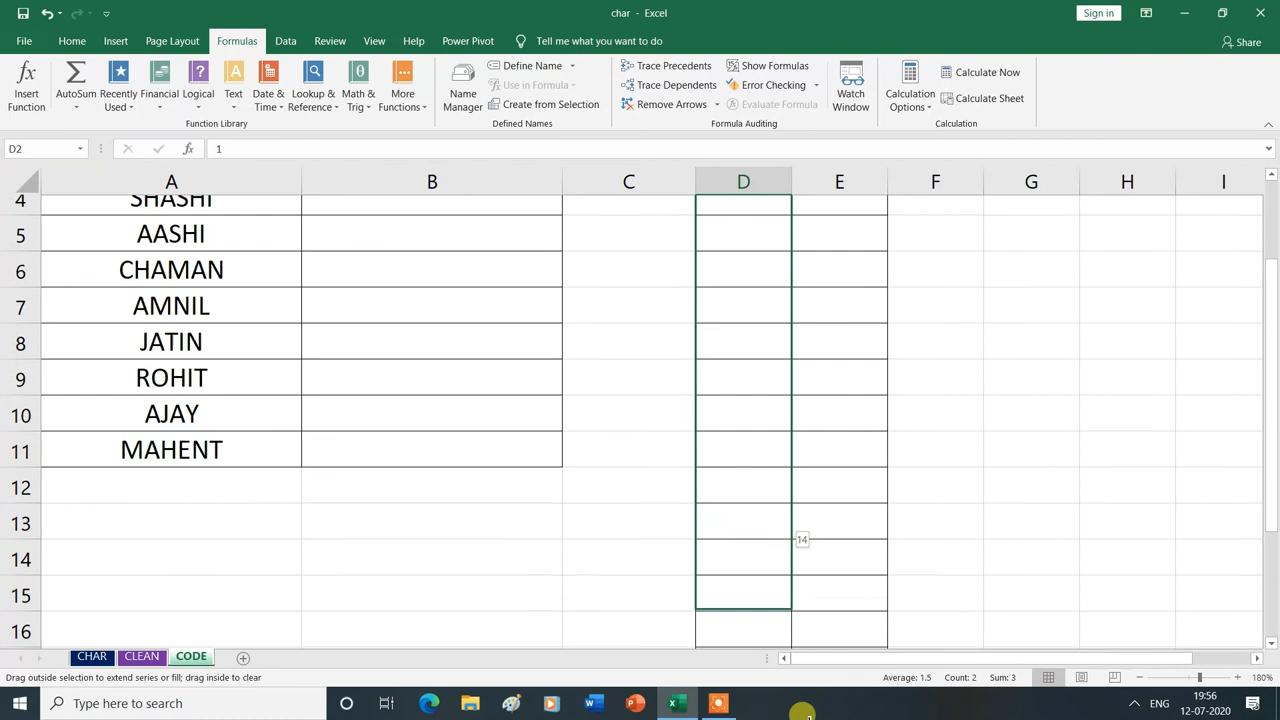 char - Excel
Sign in
File Home Insert Page Layout Formulas Data Review View Help Power Pivot Tell me what you want to do Share
Insert Function
AutoSum
Recently Used
Financial
Logical
Text
Date & Time
Lookup & Reference
Math & Trig
More Functions
Function Library
Name Manager
Define Name
Use in Formula
Create from Selection
Defined Names
Trace Precedents
Trace Dependents
Remove Arrows
Show Formulas
Error Checking
Evaluate Formula
Formula Auditing
Watch Window
Calculation Options
Calculate Now
Calculate Sheet
Calculation
D2 fx 1
A B C D E F G H I
4 SHASHI
5 AASHI
6 CHAMAN
7 AMNIL
8 JATIN
9 ROHIT
10 AJAY
11 MAHENT
12
13
14
14
15
16
CHAR CLEAN CODE
Drag outside selection to extend series or fill; drag inside to clear Average: 1.5 Count: 2 Sum: 3 180%
Type here to search
ENG
19:56
12-07-2020